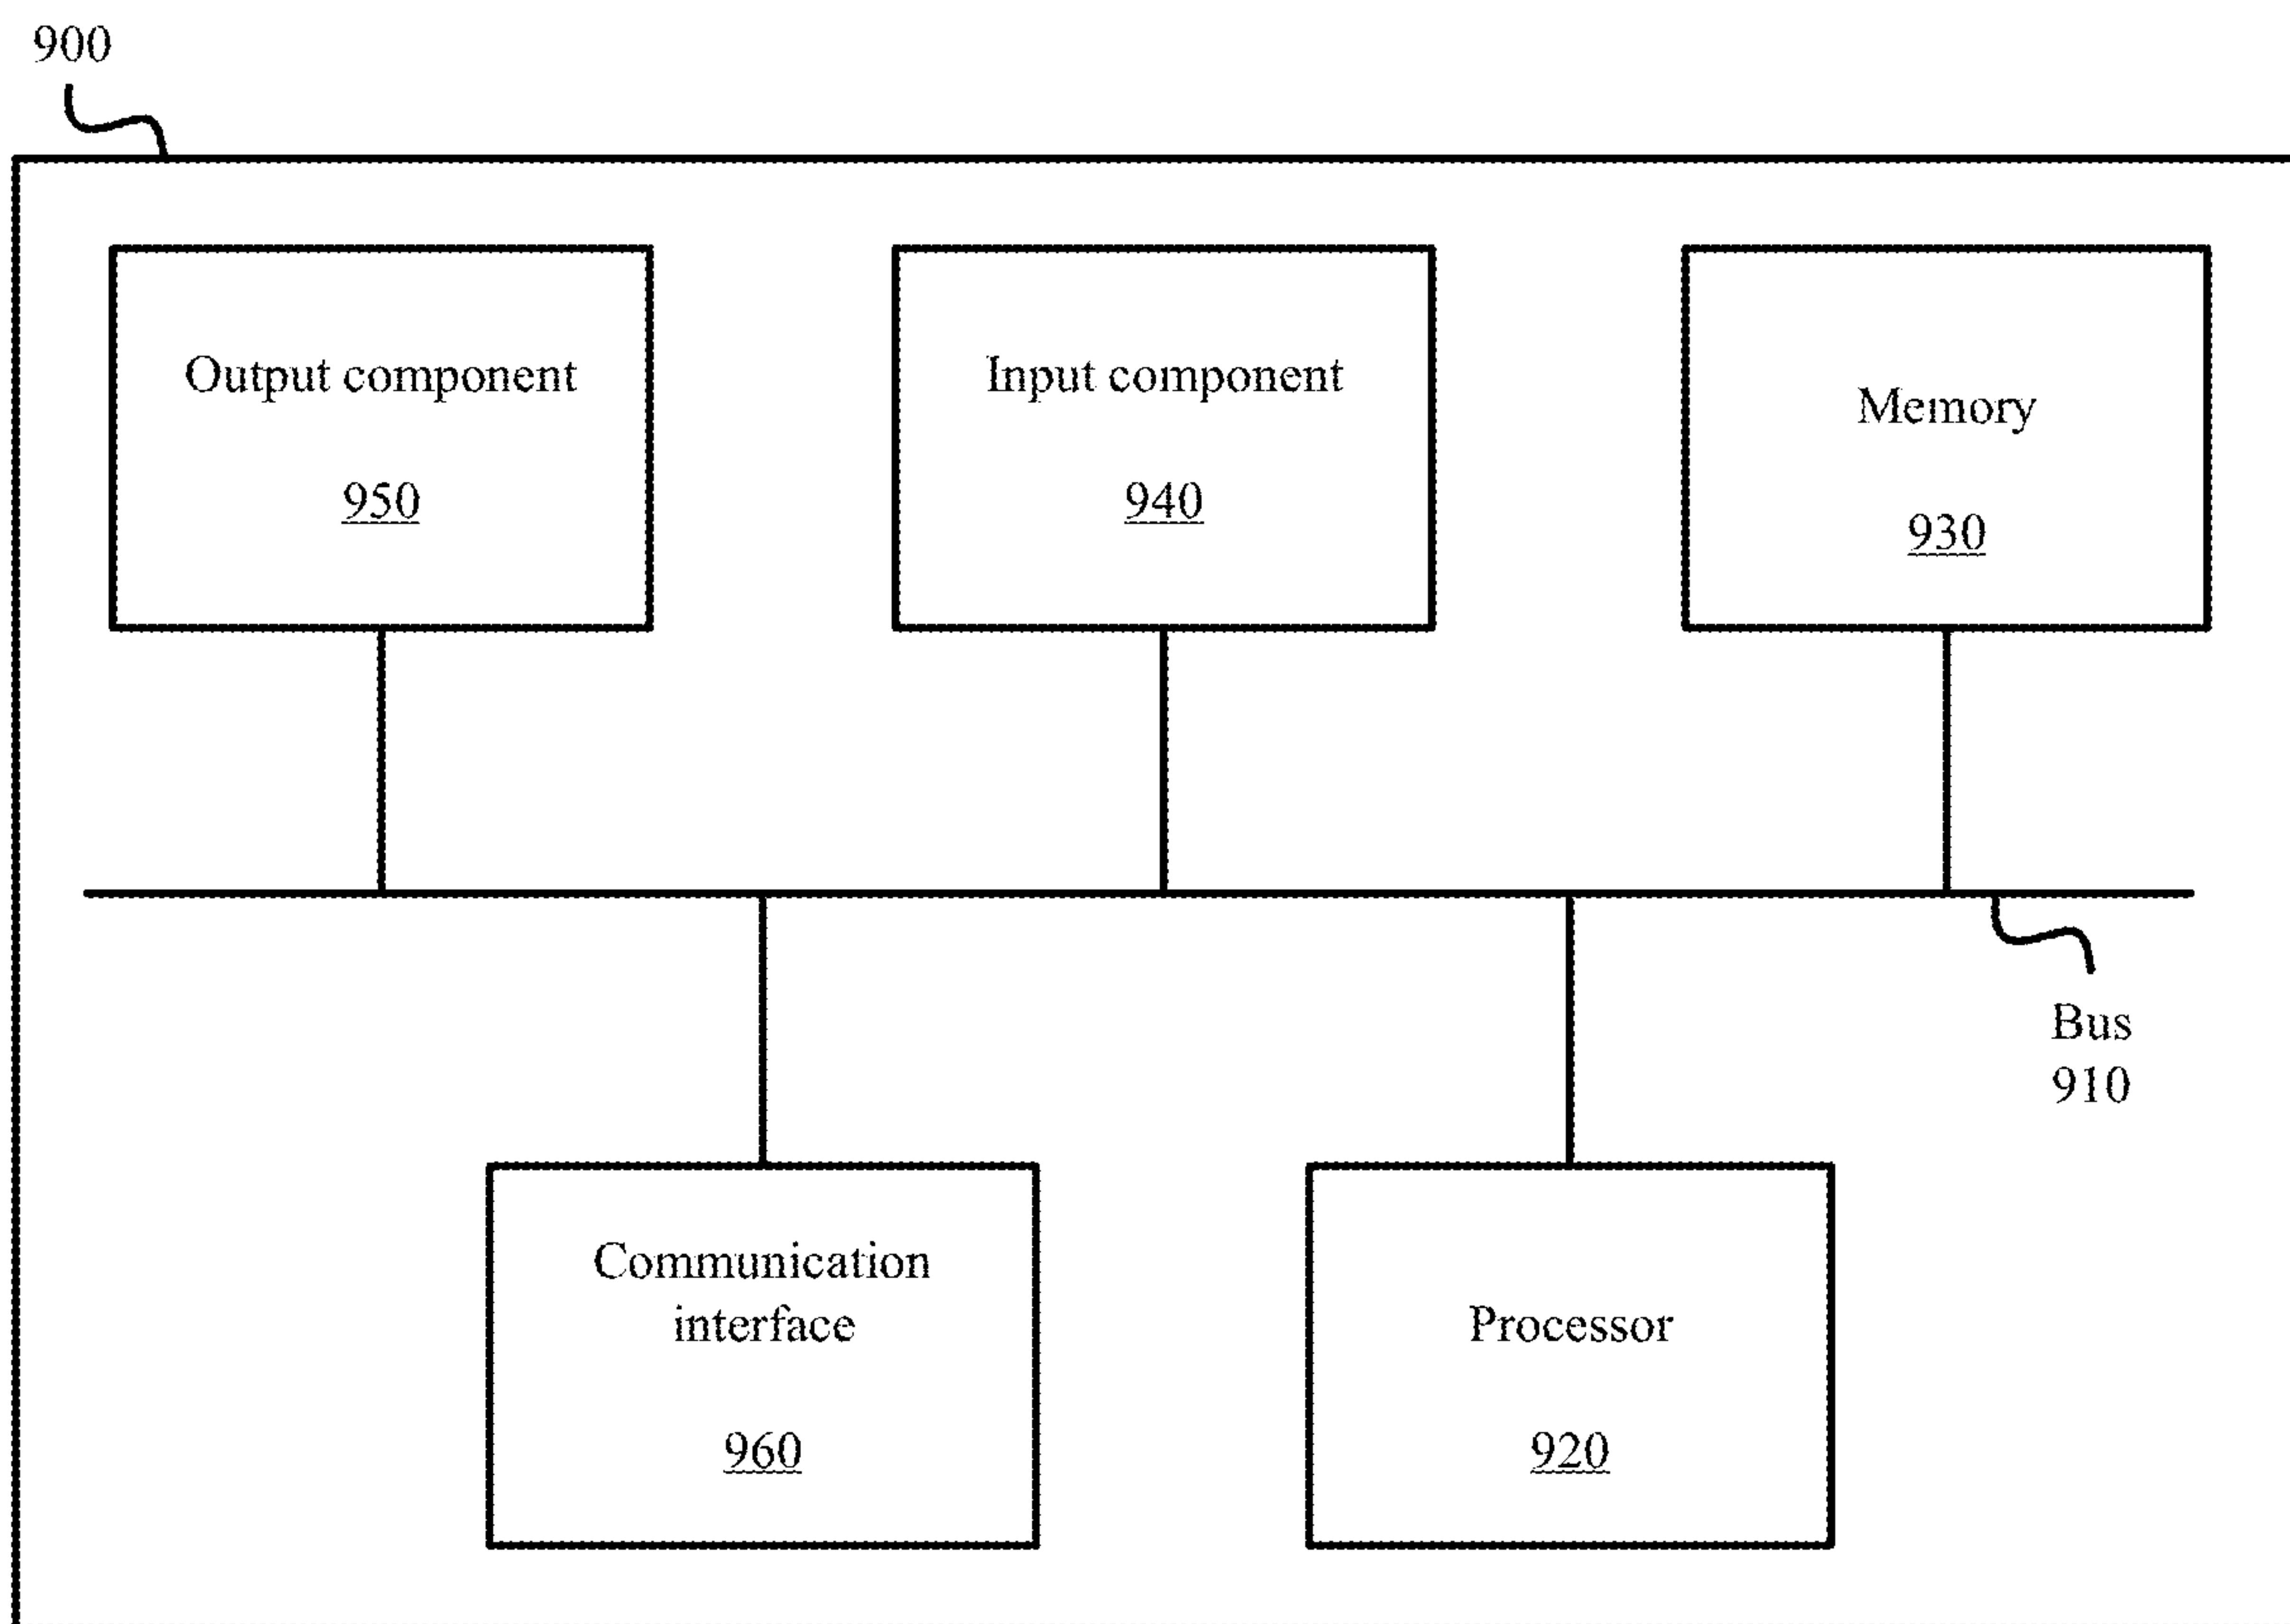 900
Output component
950
Input component
940
Memory
930
Bus
910
Communication
interface
960
Processor
920